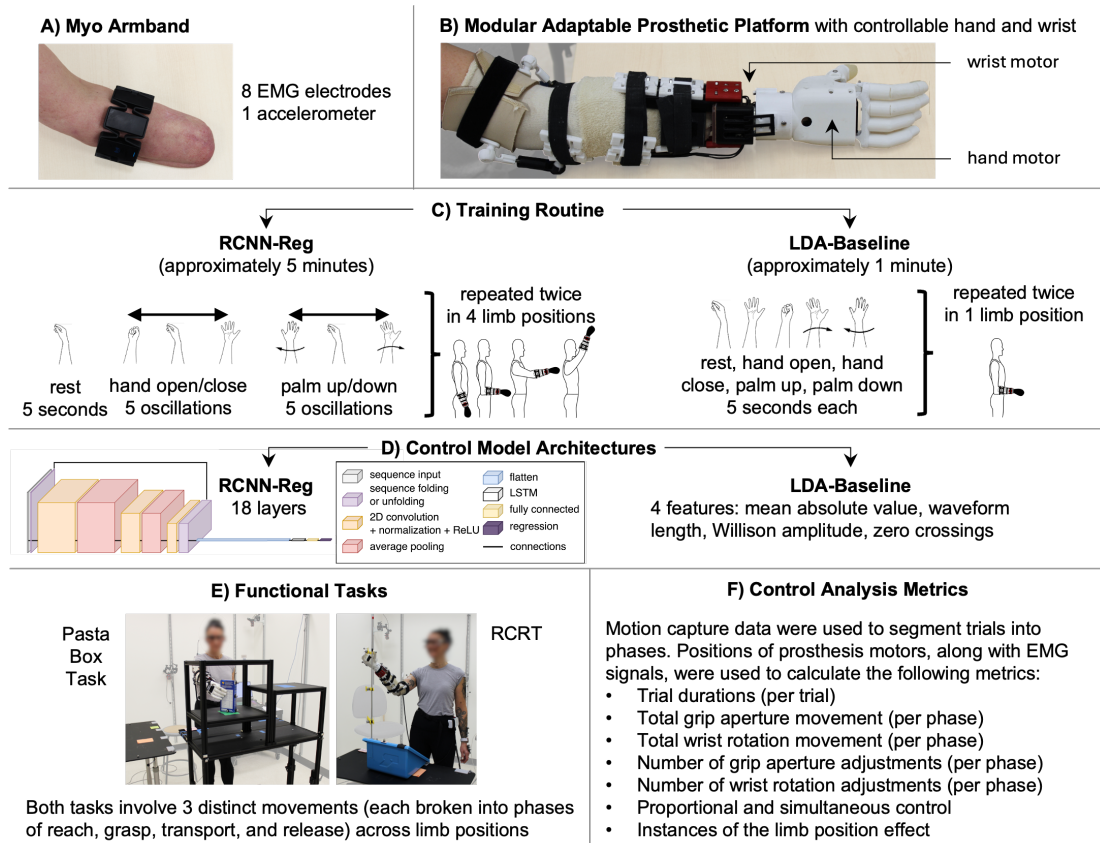 A) Myo Armband
8 EMG electrodes
1 accelerometer
B) Modular Adaptable Prosthetic Platform with controllable hand and wrist
wrist motor
hand motor
C) Training Routine
RCNN-Reg
(approximately 5 minutes)
rest
5 seconds
hand open/close
5 oscillations
palm up/down
5 oscillations
repeated twice
in 4 limb positions
LDA-Baseline
(approximately 1 minute)
rest, hand open, hand
close, palm up, palm down
5 seconds each
repeated twice
in 1 limb position
D) Control Model Architectures
RCNN-Reg
18 layers
sequence input
sequence folding
or unfolding
2D convolution
+ normalization + ReLU
average pooling
flatten
LSTM
fully connected
regression
connections
LDA-Baseline
4 features: mean absolute value, waveform
length, Willison amplitude, zero crossings
E) Functional Tasks
Pasta
Box
Task
RCRT
Both tasks involve 3 distinct movements (each broken into phases
of reach, grasp, transport, and release) across limb positions
F) Control Analysis Metrics
Motion capture data were used to segment trials into
phases. Positions of prosthesis motors, along with EMG
signals, were used to calculate the following metrics:
• Trial durations (per trial)
• Total grip aperture movement (per phase)
• Total wrist rotation movement (per phase)
• Number of grip aperture adjustments (per phase)
• Number of wrist rotation adjustments (per phase)
• Proportional and simultaneous control
• Instances of the limb position effect